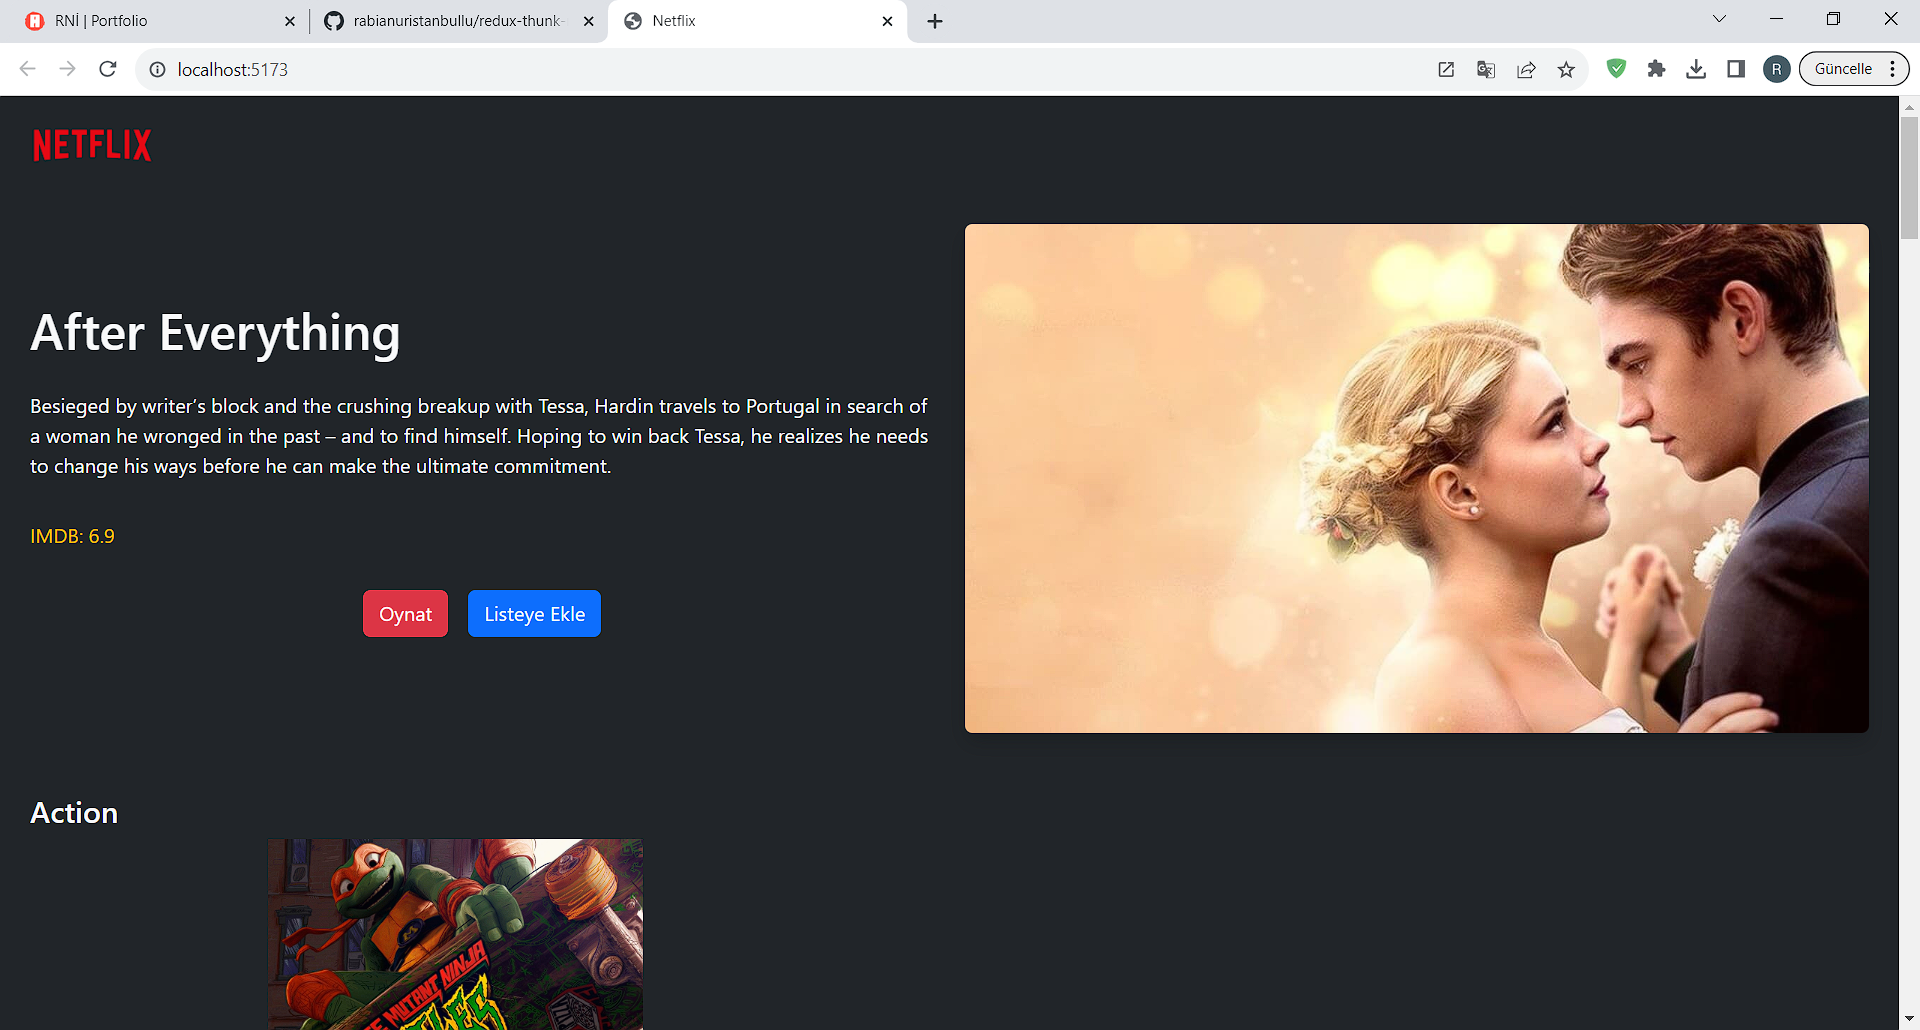 RNİ | Portfolio
rabianuristanbullu/redux-thunk-
Netflix
localhost:5173
R
Güncelle
NETFLIX
After Everything
Besieged by writer’s block and the crushing breakup with Tessa, Hardin travels to Portugal in search of
a woman he wronged in the past – and to find himself. Hoping to win back Tessa, he realizes he needs
to change his ways before he can make the ultimate commitment.
IMDB: 6.9
Oynat
Listeye Ekle
Action
M
MUTANT NINJA